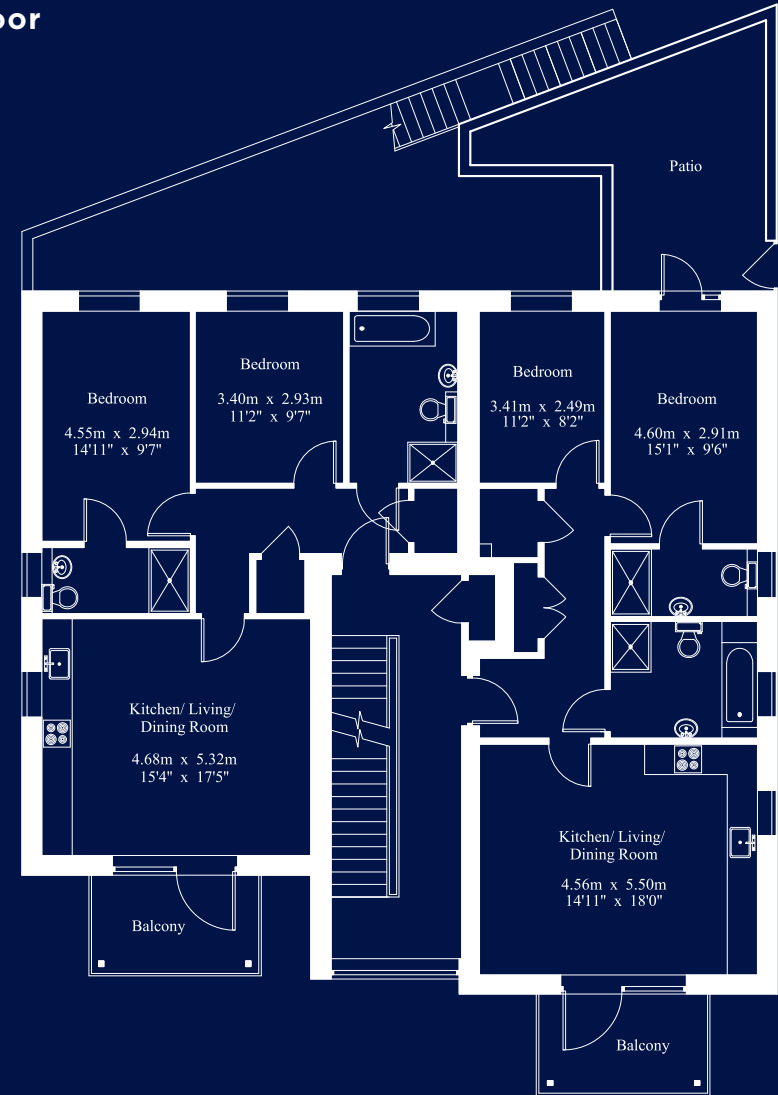 Patio
Bedroom
4.55m x 2.94m
14'11" x 9'7"
Bedroom
3.40m x 2.93m
11'2" x 9'7"
Bedroom
3.41m x 2.49m
11'2" x 8'2"
Bedroom
4.60m x 2.91m
15'1" x 9'6"
Kitchen/ Living/
Dining Room
4.68m x 5.32m
15'4" x 17'5"
Balcony
Kitchen/ Living/
Dining Room
4.56m x 5.50m
14'11" x 18'0"
Balcony